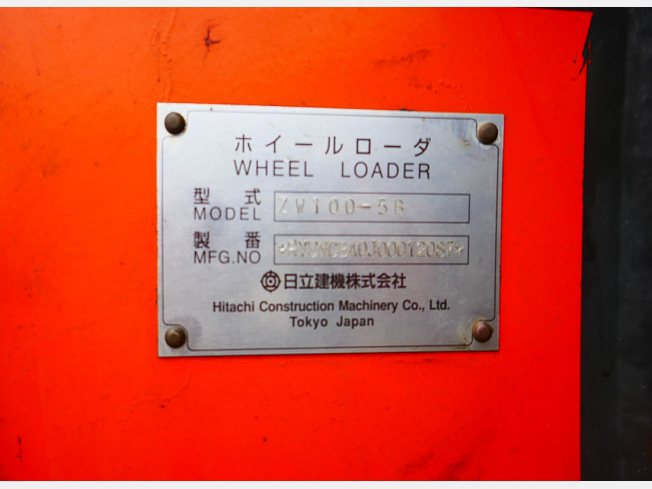 ホイールローダ
WHEEL LOADER
型式
MODEL ZW100-5B
製番
MFG.NO
日立建機株式会社
Hitachi Construction Machinery Co., Ltd.
Tokyo Japan